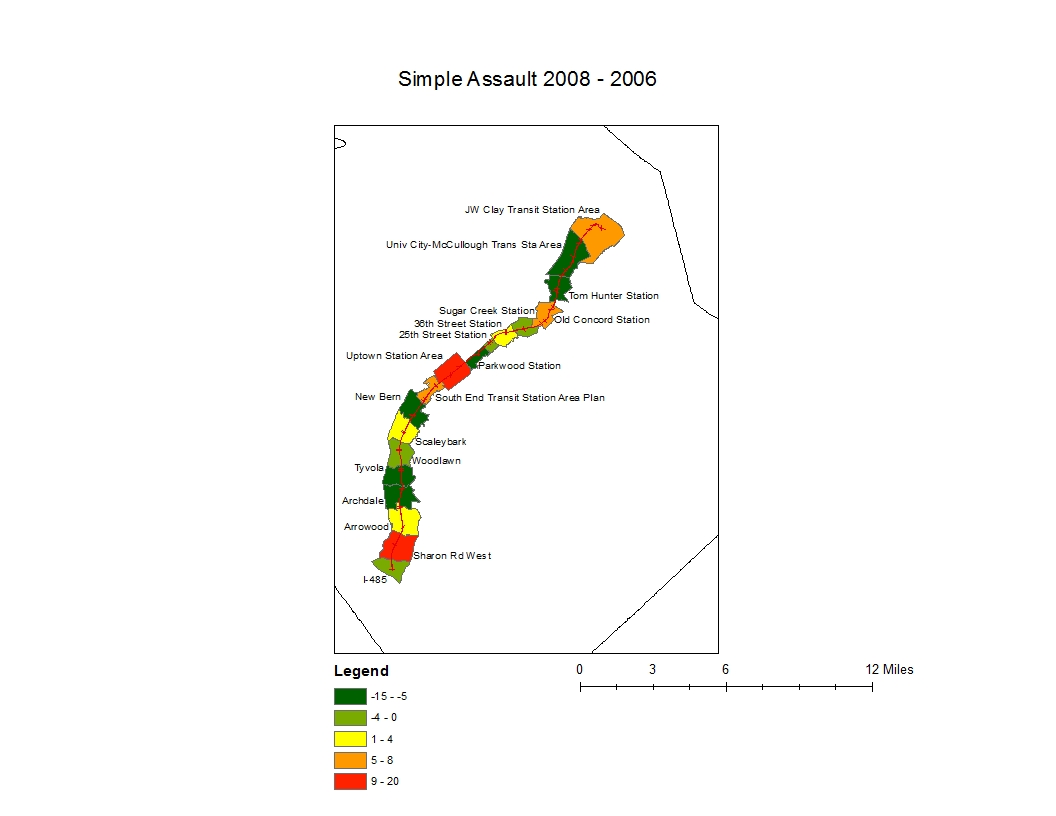 Simple Assault 2008 - 2006
JW Clay Transit Station Area
Univ City-McCullough Trans Sta Area
Tom Hunter Station
Sugar Creek Station
Old Concord Station
36th Street Station
25th Street Station
Uptown Station Area
Parkwood Station
New Bern
South End Transit Station Area Plan
Scaleybark
Woodlawn
Tyvola
Archdale
Arrowood
Sharon Rd West
I-485
Legend
0 3 6 12 Miles
-15 - -5
-4 - 0
1 - 4
5 - 8
9 - 20